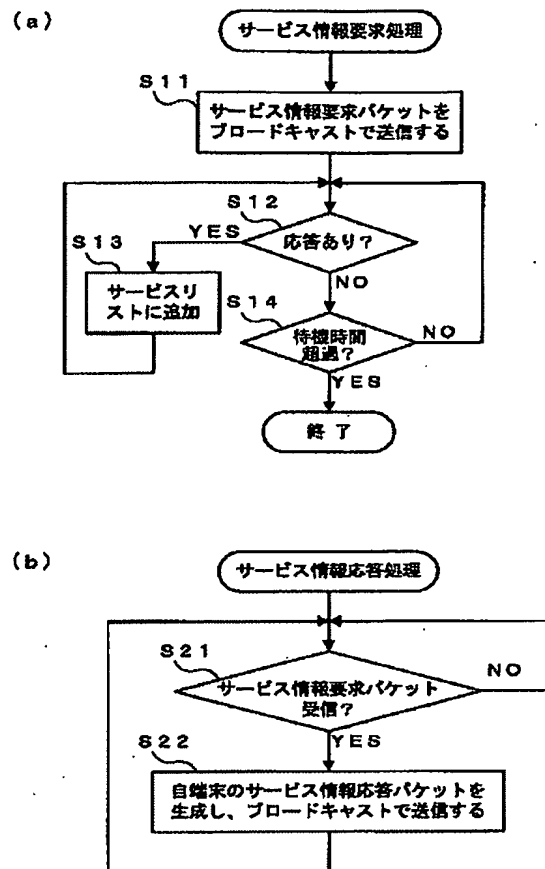 (a)
サービス情報要求処理
S11
サービス情報要求パケットを
ブロードキャストで送信する
S12
応答あり?
YES
S13
サービスリ
ストに追加
NO
S14
待機時間
超過?
NO
YES
終 了
(b)
サービス情報応答処理
S21
サービス情報要求パケット
受信?
NO
YES
S22
自端末のサービス情報応答パケットを
生成し、ブロードキャストで送信する